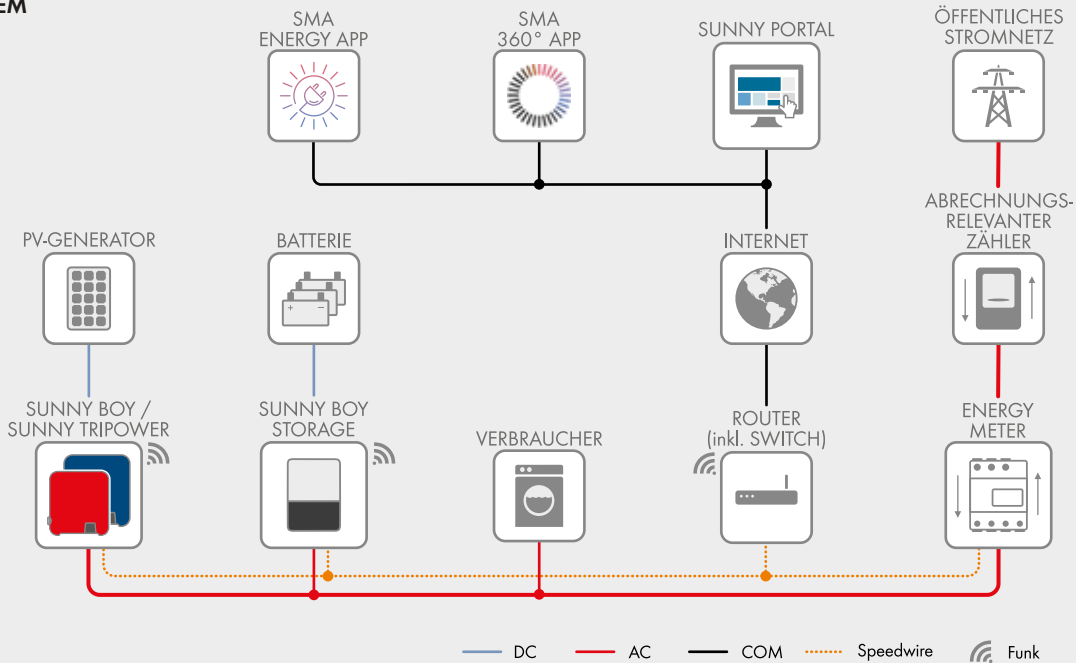 EM
SMA
ENERGY APP
SMA
360° APP
SUNNY PORTAL
ÖFFENTLICHES
STROMNETZ
PV-GENERATOR
BATTERIE
INTERNET
ABRECHNUNGS-
RELEVANTER
ZÄHLER
SUNNY BOY /
SUNNY TRIPOWER
SUNNY BOY
STORAGE
VERBRAUCHER
ROUTER
(inkl. SWITCH)
ENERGY
METER
DC
AC
COM
Speedwire
Funk